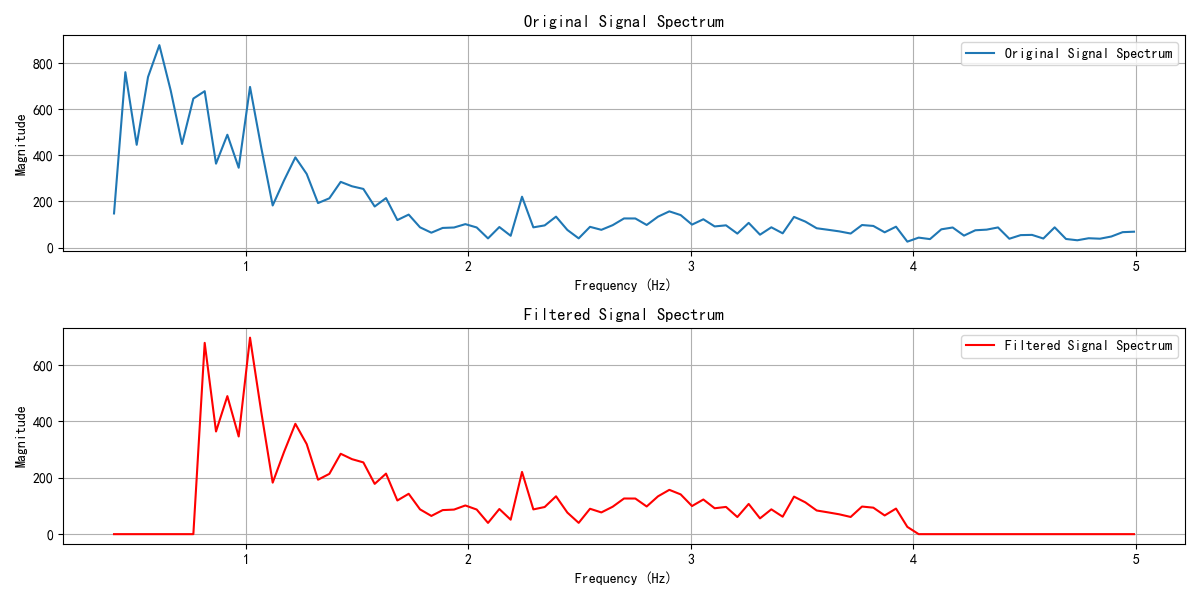 Original Signal Spectrum
Original Signal Spectrum
Magnitude
800
600
400
200
0
1 2 3 4 5
Frequency (Hz)
Filtered Signal Spectrum
Filtered Signal Spectrum
Magnitude
600
400
200
0
1 2 3 4 5
Frequency (Hz)